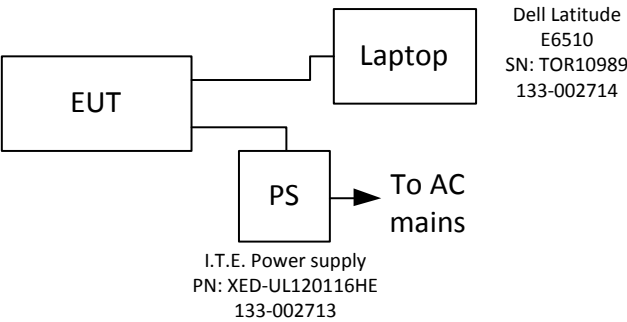 Dell Latitude
E6510
SN: TOR10989
133-002714
Laptop
EUT
PS
To AC
mains
I.T.E. Power supply
PN: XED-UL120116HE
133-002713